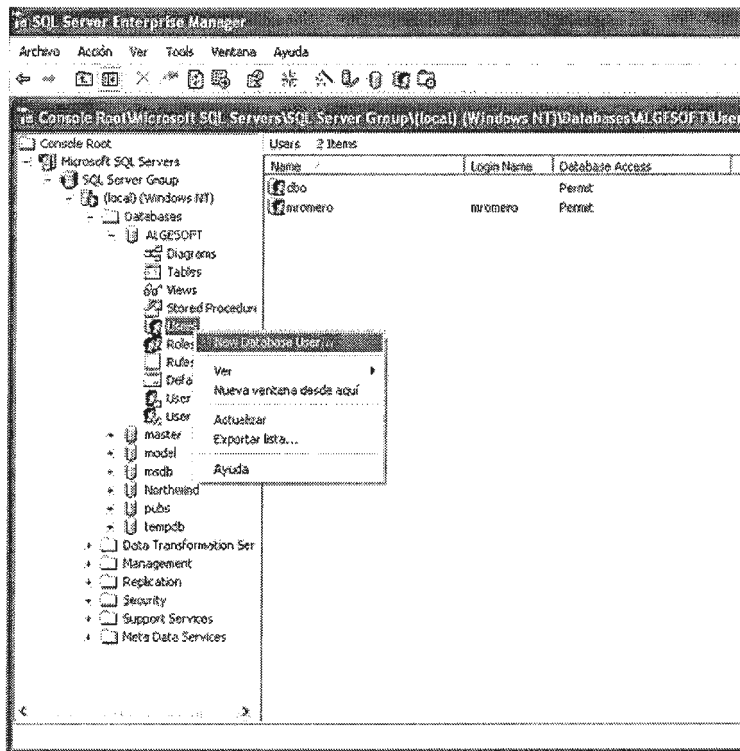 SQL Server Enterprise Manager
Archivo Acción Ver Tools Ventana Ayuda
Console Root\Microsoft SQL Servers\SQL Server Group\(local) (Windows NT)\Databases\ALGESOFT\User
Console Root
Microsoft SQL Servers
SQL Server Group
(local) (Windows NT)
Databases
ALGESOFT
Diagrams
Tables
Views
Stored Procedur
Users
Roles
Rules
Defa
User
User
master
model
msdb
Northwind
pubs
tempdb
Data Transformation Ser
Management
Replication
Security
Support Services
Meta Data Services
Users 2 Items
Name Login Name Database Access
dbo Permit
mromero mromero Permit
New Database User...
Ver
Nueva ventana desde aquí
Actualizar
Exportar lista...
Ayuda